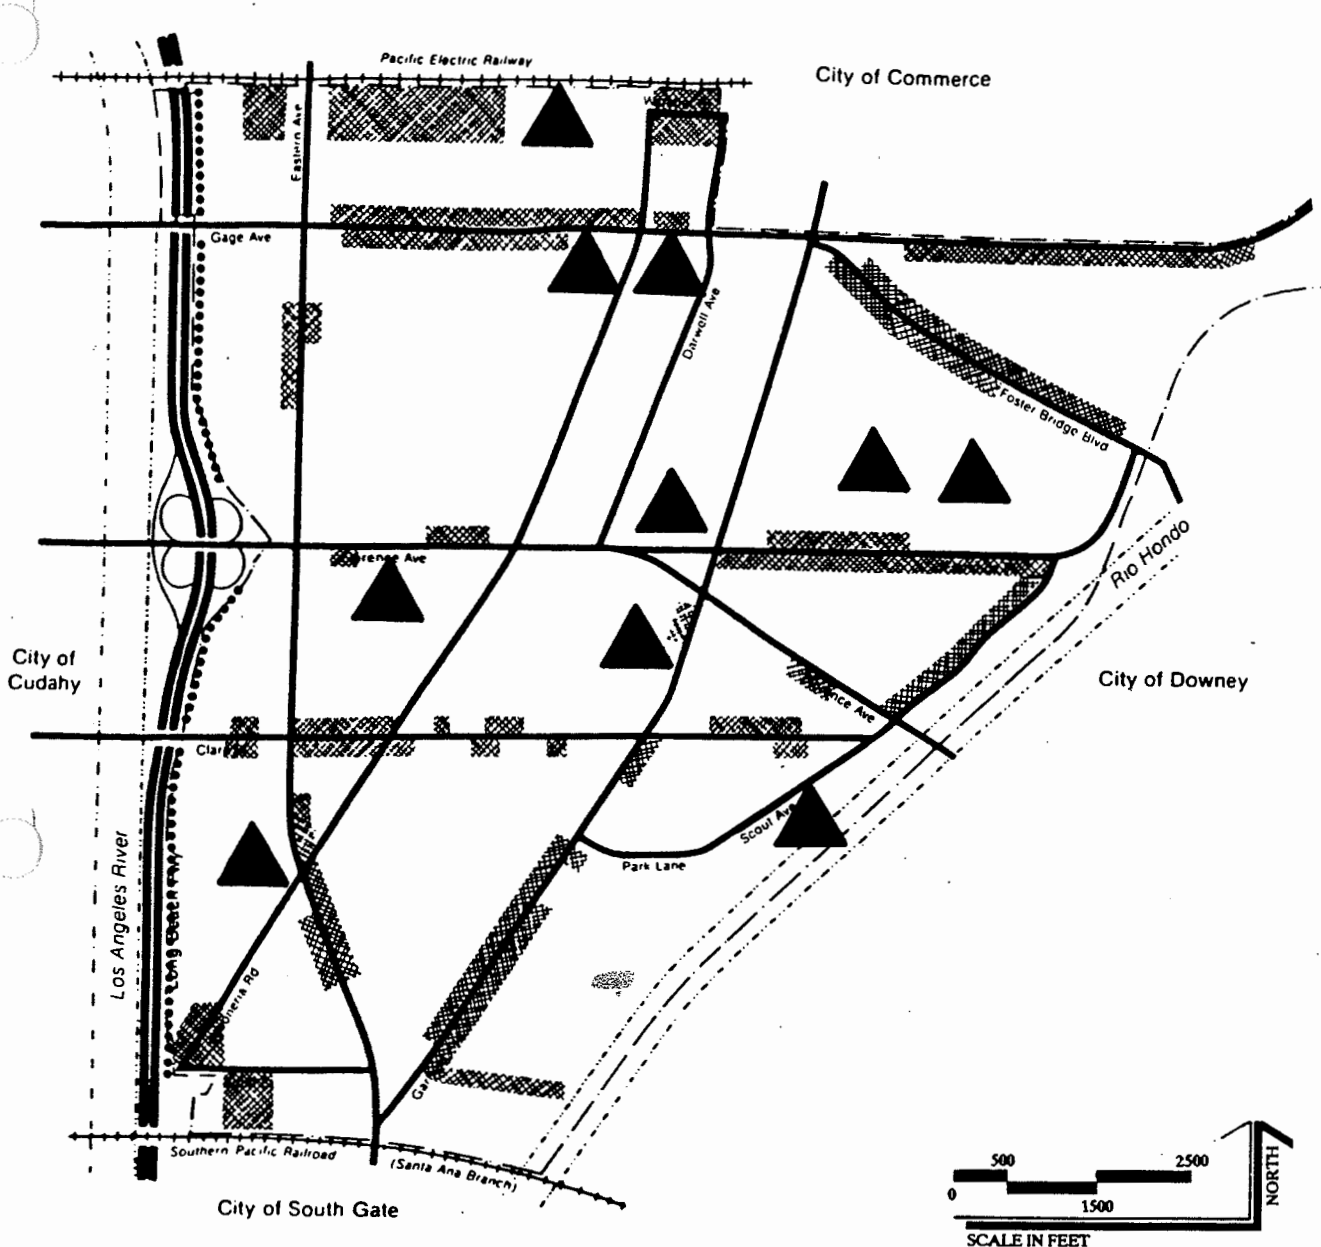 Pacific Electric Railway
City of Commerce
Eastern Ave
Gage Ave
Darwell Ave
Foster Bridge Blvd
Rio Hondo
City of
Cudahy
City of Downey
Los Angeles River
Scout Ave
Park Lane
Southern Pacific Railroad
(Santa Ana Branch)
City of South Gate
500
2500
0
1500
NORTH
SCALE IN FEET